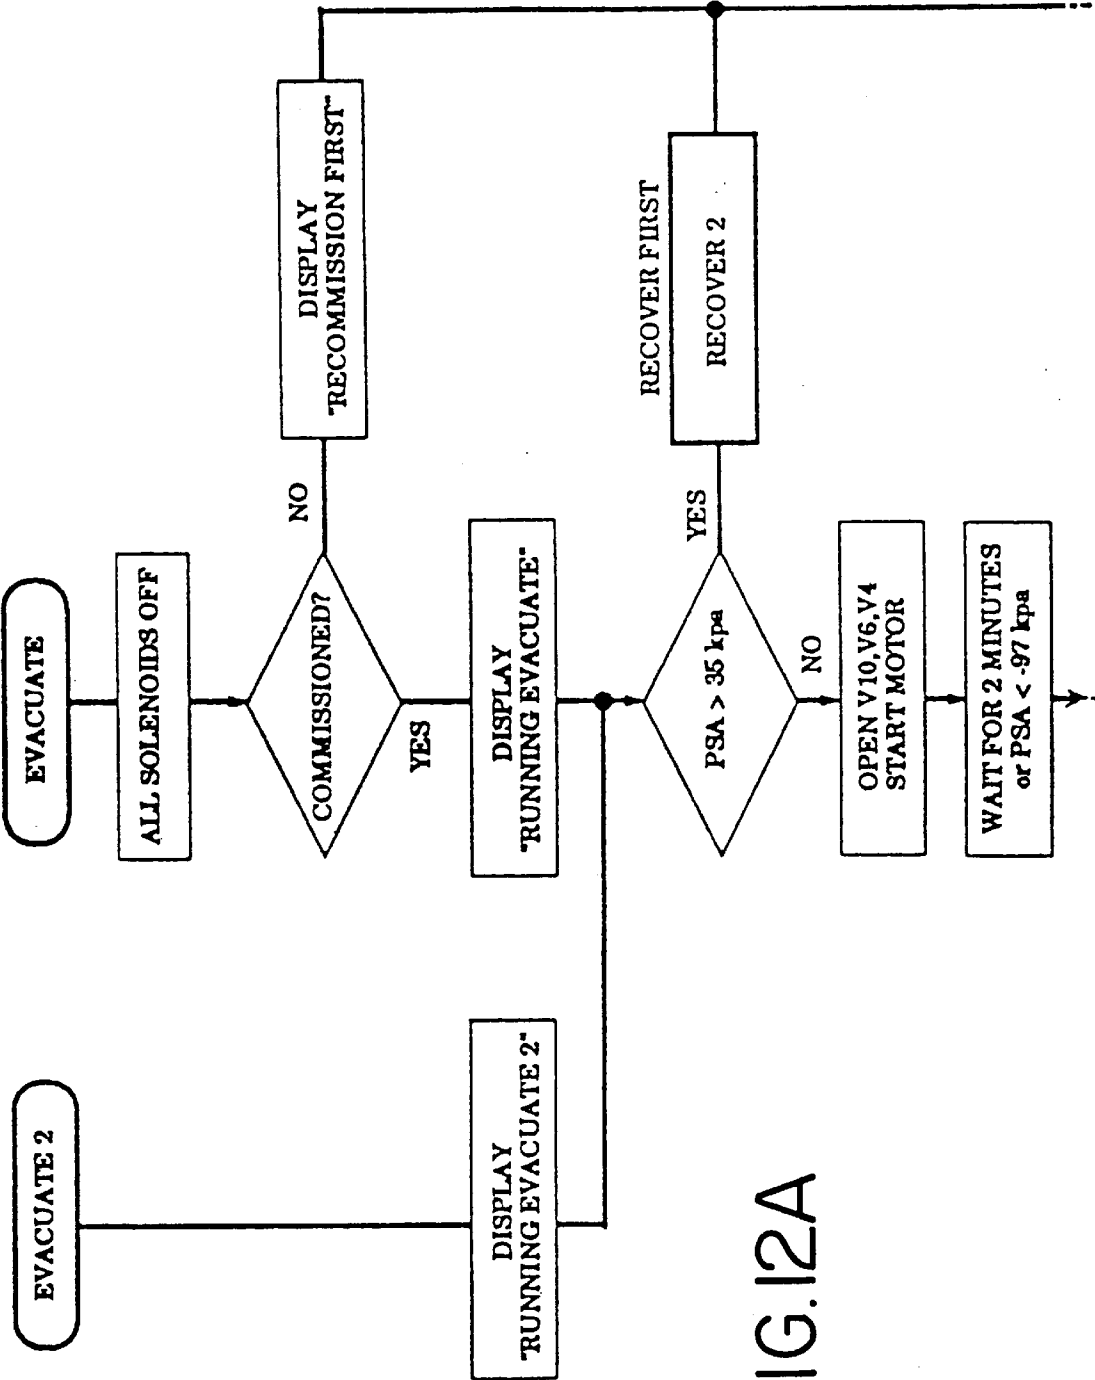 EVACUATE 2
EVACUATE
ALL SOLENOIDS OFF
COMMISSIONED?
NO
DISPLAY
"RECOMMISSION FIRST"
YES
DISPLAY
"RUNNING EVACUATE 2"
DISPLAY
"RUNNING EVACUATE"
PSA > 35 kpa
YES
RECOVER FIRST
RECOVER 2
NO
OPEN V10,V6,V4
START MOTOR
WAIT FOR 2 MINUTES
or PSA < -97 kpa
IG. 12A